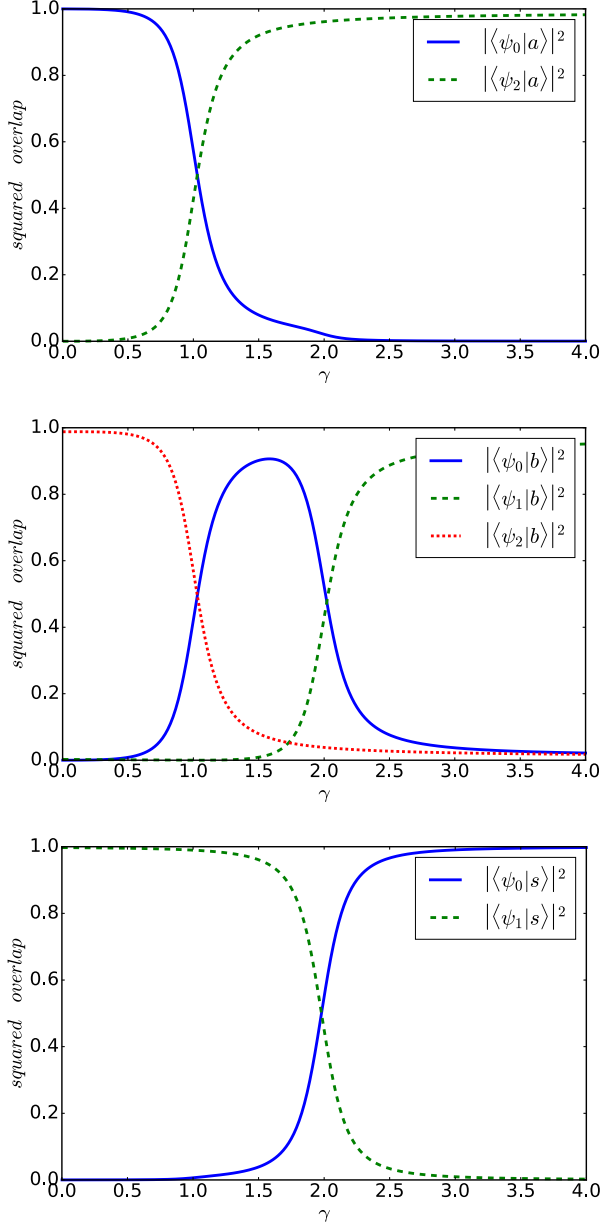 1.0
|⟨ψ₀|a⟩|²
|⟨ψ₂|a⟩|²
0.8
0.6
squared overlap
0.4
0.2
0.0
0.0 0.5 1.0 1.5 2.0 2.5 3.0 3.5 4.0
γ
1.0
|⟨ψ₀|b⟩|²
|⟨ψ₁|b⟩|²
|⟨ψ₂|b⟩|²
0.8
0.6
squared overlap
0.4
0.2
0.0
0.0 0.5 1.0 1.5 2.0 2.5 3.0 3.5 4.0
γ
1.0
|⟨ψ₀|s⟩|²
|⟨ψ₁|s⟩|²
0.8
0.6
squared overlap
0.4
0.2
0.0
0.0 0.5 1.0 1.5 2.0 2.5 3.0 3.5 4.0
γ